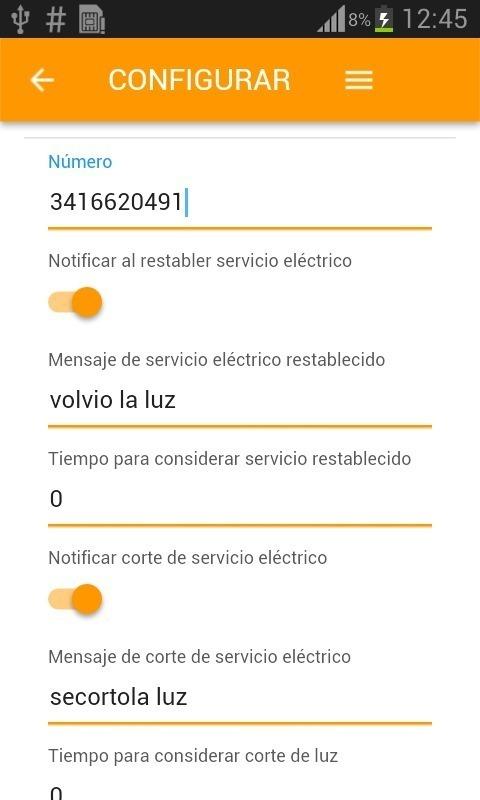 8% 12:45
CONFIGURAR
Número
3416620491
Notificar al restabler servicio eléctrico
Mensaje de servicio eléctrico restablecido
volvio la luz
Tiempo para considerar servicio restablecido
0
Notificar corte de servicio eléctrico
Mensaje de corte de servicio eléctrico
secortola luz
Tiempo para considerar corte de luz
0